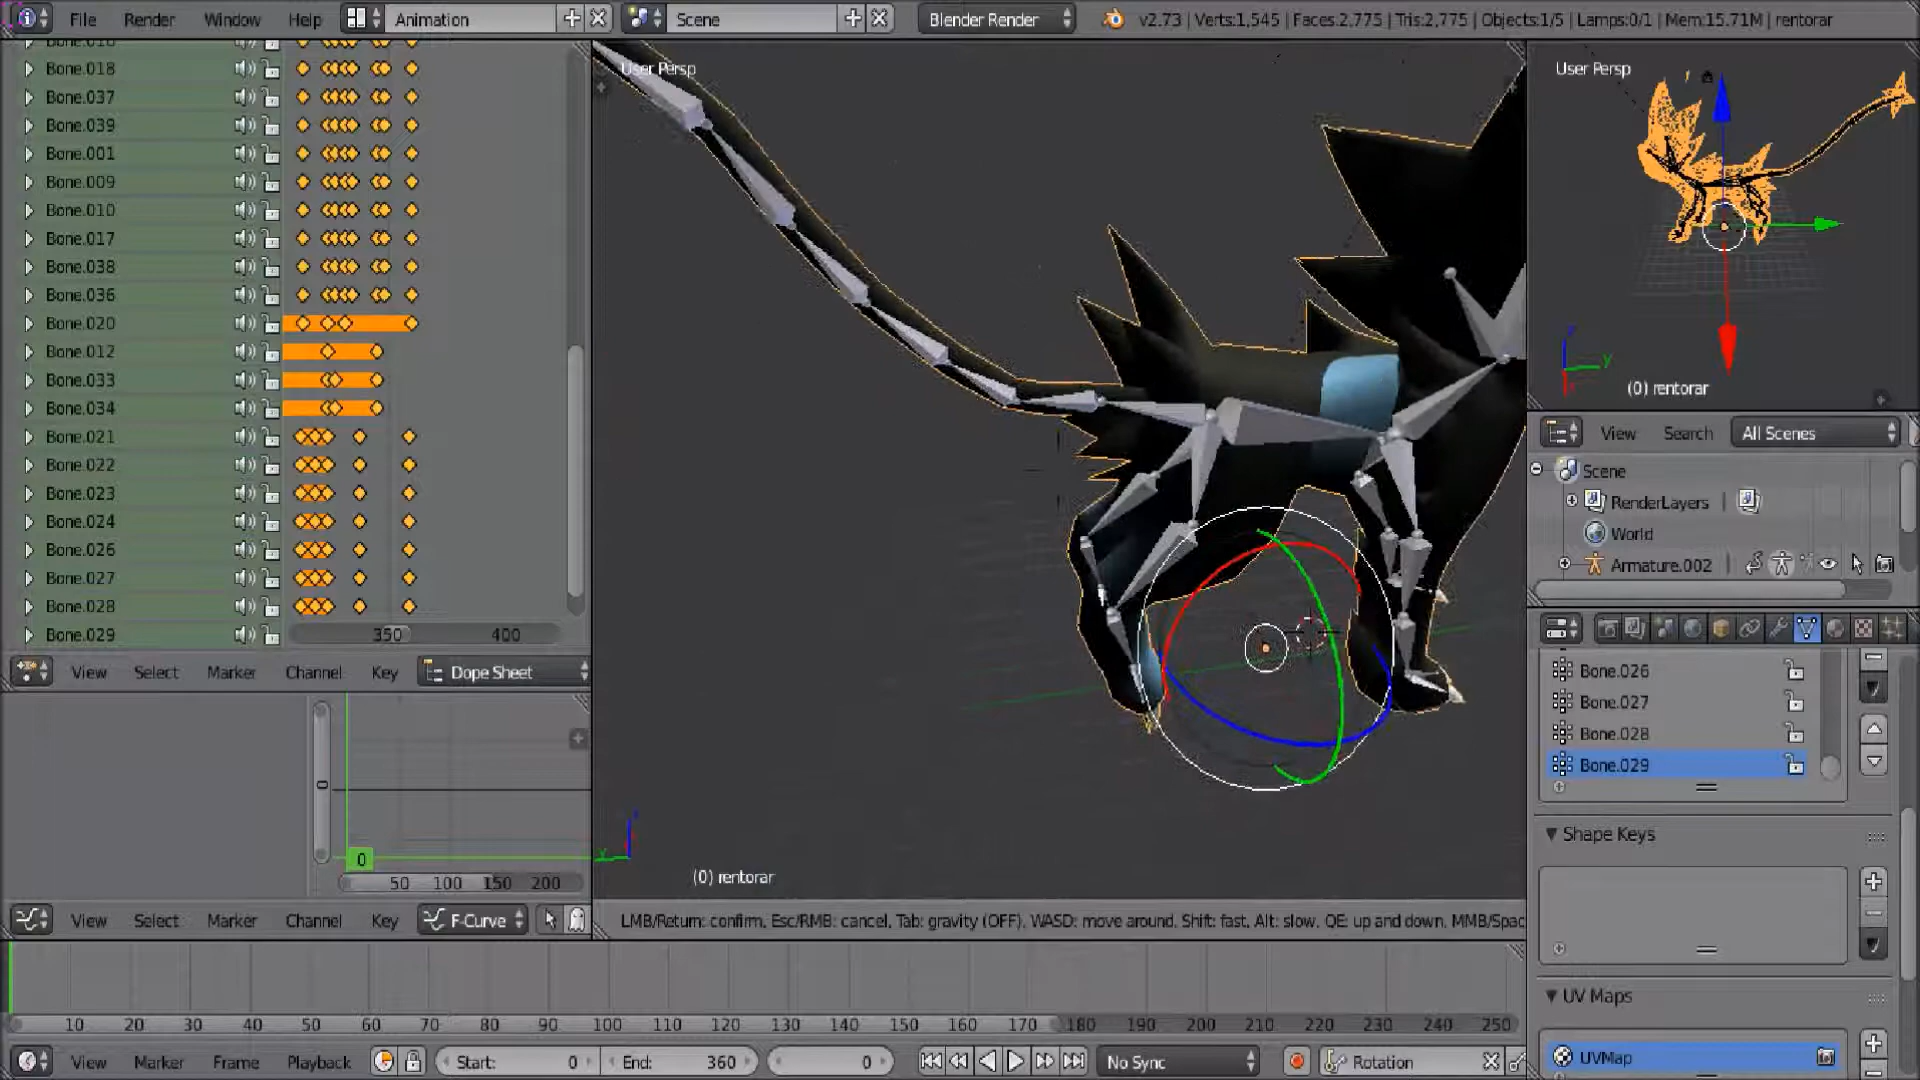 File Render Window Help Animation Scene Blender Render v2.73 | Verts:1,545 | Faces:2,775 | Tris:2,775 | Objects:1/5 | Lamps:0/1 | Mem:15.71M | rentorar
Bone.018
Bone.037
Bone.039
Bone.001
Bone.009
Bone.010
Bone.017
Bone.038
Bone.036
Bone.020
Bone.012
Bone.033
Bone.034
Bone.021
Bone.022
Bone.023
Bone.024
Bone.026
Bone.027
Bone.028
Bone.029
350 400
View Select Marker Channel Key Dope Sheet
0
0
50 100 150 200
View Select Marker Channel Key F-Curve
User Persp
(0) rentorar
LMB/Return: confirm, Esc/RMB: cancel, Tab: gravity (OFF), WASD: move around, Shift: fast, Alt: slow, QE: up and down, MMB/Spac
User Persp
(0) rentorar
View Search All Scenes
Scene
RenderLayers |
World
Armature.002
Bone.026
Bone.027
Bone.028
Bone.029
Shape Keys
UV Maps
UVMap
10 20 30 40 50 60 70 80 90 100 110 120 130 140 150 160 170 180 190 200 210 220 230 240 250
View Marker Frame Playback Start: 0 End: 360 0 No Sync Rotation